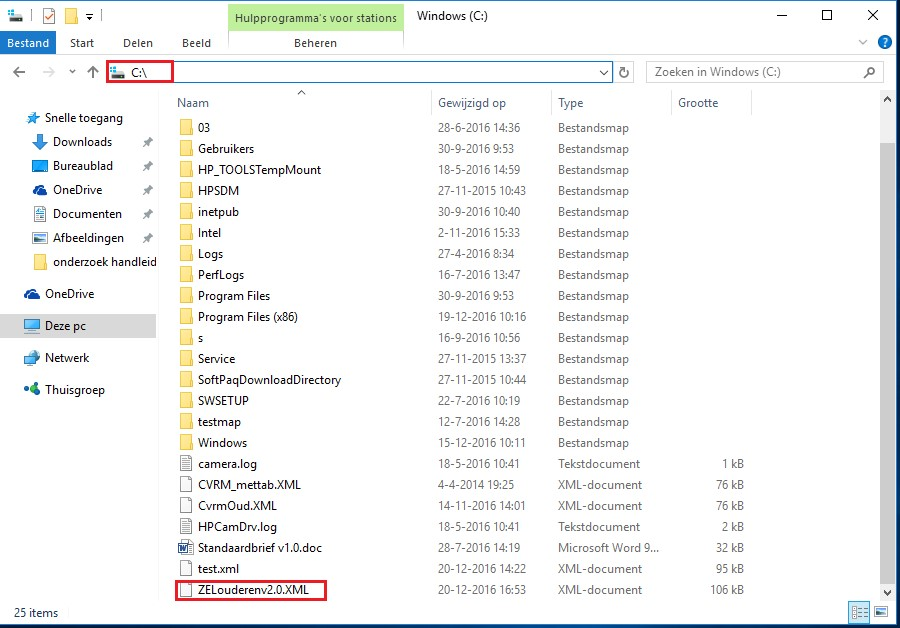 Hulpprogramma's voor stations Windows (C:)
Bestand Start Delen Beeld Beheren
C:\ Zoeken in Windows (C:)
Naam Gewijzigd op Type Grootte
Snelle toegang
Downloads
Bureaublad
OneDrive
Documenten
Afbeeldingen
onderzoek handleid
OneDrive
Deze pc
Netwerk
Thuisgroep
03 28-6-2016 14:36 Bestandsmap
Gebruikers 30-9-2016 9:53 Bestandsmap
HP_TOOLSTempMount 18-5-2016 14:59 Bestandsmap
HPSDM 27-11-2015 10:43 Bestandsmap
inetpub 30-9-2016 10:40 Bestandsmap
Intel 2-11-2016 15:33 Bestandsmap
Logs 27-4-2016 8:34 Bestandsmap
PerfLogs 16-7-2016 13:47 Bestandsmap
Program Files 30-9-2016 9:53 Bestandsmap
Program Files (x86) 19-12-2016 10:16 Bestandsmap
s 16-9-2016 10:56 Bestandsmap
Service 27-11-2015 13:37 Bestandsmap
SoftPaqDownloadDirectory 27-11-2015 10:44 Bestandsmap
SWSETUP 22-7-2016 10:19 Bestandsmap
testmap 12-7-2016 14:28 Bestandsmap
Windows 15-12-2016 10:11 Bestandsmap
camera.log 18-5-2016 10:41 Tekstdocument 1 kB
CVRM_mettab.XML 4-4-2014 19:25 XML-document 76 kB
CvrmOud.XML 14-11-2016 14:01 XML-document 76 kB
HPCamDrv.log 18-5-2016 10:41 Tekstdocument 2 kB
Standaardbrief v1.0.doc 28-7-2016 14:19 Microsoft Word 9... 32 kB
test.xml 20-12-2016 14:22 XML-document 95 kB
ZELouderenv2.0.XML 20-12-2016 16:53 XML-document 106 kB
25 items